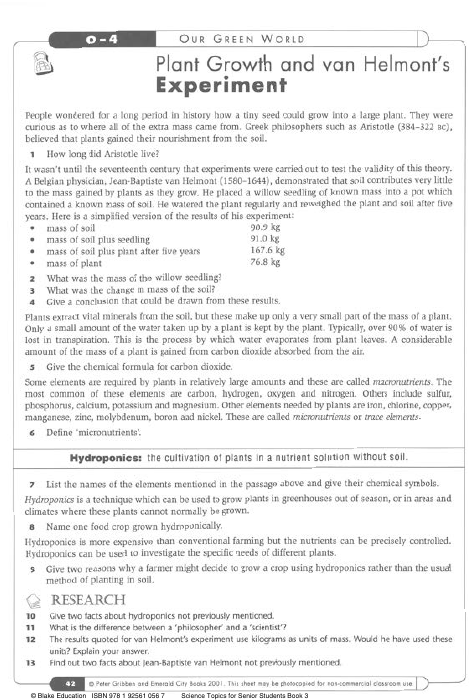 O-4
OUR GREEN WORLD
Plant Growth and van Helmont's
Experiment
People wondered for a long period in history how a tiny seed could grow into a large plant. They were
curious as to where all of the extra mass came from. Greek philosophers such as Aristotle (384–322 BC),
believed that plants gained their nourishment from the soil.
1 How long did Aristotle live?
It wasn't until the seventeenth century that experiments were carried out to test the validity of this theory.
A Belgian physician, Jean-Baptiste van Helmont (1580–1644), demonstrated that soil contributes very little
to the mass gained by plants as they grow. He placed a willow seedling of known mass into a pot which
contained a known mass of soil. He watered the plant regularly and reweighed the plant and soil after five
years. Here is a simplified version of the results of his experiment:
• mass of soil 90.9 kg
• mass of soil plus seedling 91.0 kg
• mass of soil plus plant after five years 167.6 kg
• mass of plant 76.8 kg
2 What was the mass of the willow seedling?
3 What was the change in mass of the soil?
4 Give a conclusion that could be drawn from these results.
Plants extract vital minerals from the soil, but these make up only a very small part of the mass of a plant.
Only a small amount of the water taken up by a plant is kept by the plant. Typically, over 90% of water is
lost in transpiration. This is the process by which water evaporates from plant leaves. A considerable
amount of the mass of a plant is gained from carbon dioxide absorbed from the air.
5 Give the chemical formula for carbon dioxide.
Some elements are required by plants in relatively large amounts and these are called macronutrients. The
most common of these elements are carbon, hydrogen, oxygen and nitrogen. Others include sulfur,
phosphorus, calcium, potassium and magnesium. Other elements needed by plants are iron, chlorine, copper,
manganese, zinc, molybdenum, boron and nickel. These are called micronutrients or trace elements.
6 Define 'micronutrients'.
Hydroponics: the cultivation of plants in a nutrient solution without soil.
7 List the names of the elements mentioned in the passage above and give their chemical symbols.
Hydroponics is a technique which can be used to grow plants in greenhouses out of season, or in areas and
climates where these plants cannot normally be grown.
8 Name one food crop grown hydroponically.
Hydroponics is more expensive than conventional farming but the nutrients can be precisely controlled.
Hydroponics can be used to investigate the specific needs of different plants.
9 Give two reasons why a farmer might decide to grow a crop using hydroponics rather than the usual
method of planting in soil.
RESEARCH
10 Give two facts about hydroponics not previously mentioned.
11 What is the difference between a 'philosopher' and a 'scientist'?
12 The results quoted for van Helmont's experiment use kilograms as units of mass. Would he have used these
units? Explain your answer.
13 Find out two facts about Jean-Baptiste van Helmont not previously mentioned.
42 © Peter Gribben and Emerald City Books 2001. This sheet may be photocopied for non-commercial classroom use.
© Blake Education ISBN 978 1 92561 056 7 Science Topics for Senior Students Book 3